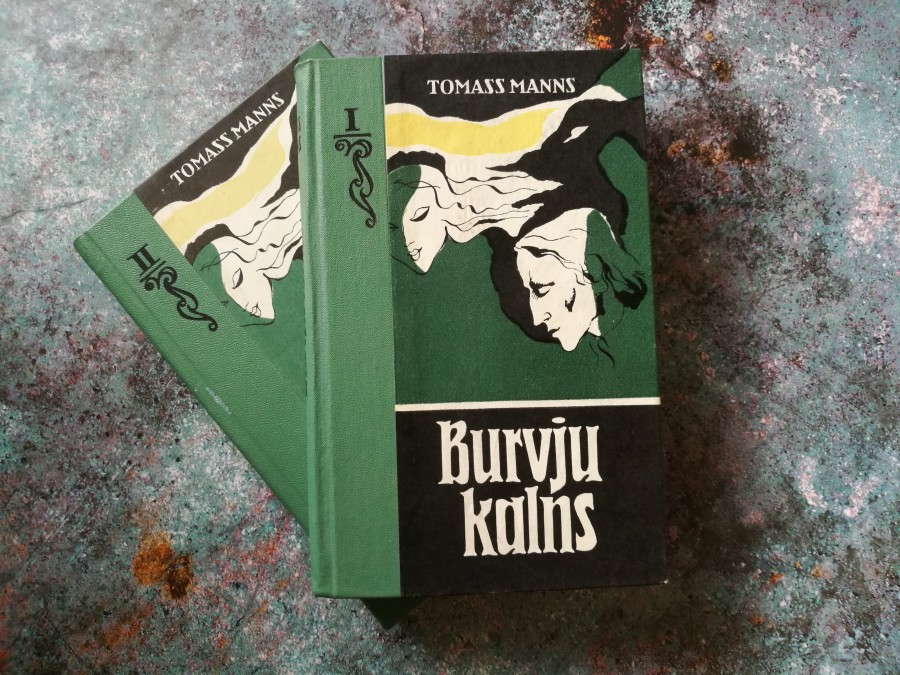 TOMASS MANNS
I
Burvju
kalns
TOMASS MANNS
II